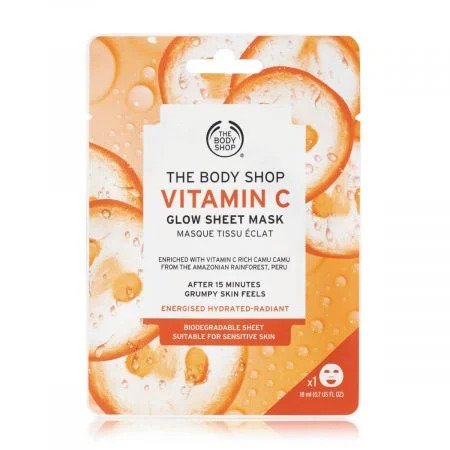 THE
BODY
SHOP
THE BODY SHOP
VITAMIN C
GLOW SHEET MASK
MASQUE TISSU ÉCLAT
ENRICHED WITH VITAMIN C RICH CAMU CAMU
FROM THE AMAZONIAN RAINFOREST, PERU
AFTER 15 MINUTES
GRUMPY SKIN FEELS
ENERGISED HYDRATED-RADIANT
BIODEGRADABLE SHEET
SUITABLE FOR SENSITIVE SKIN
x1
18 ml (0.7 US FL OZ)